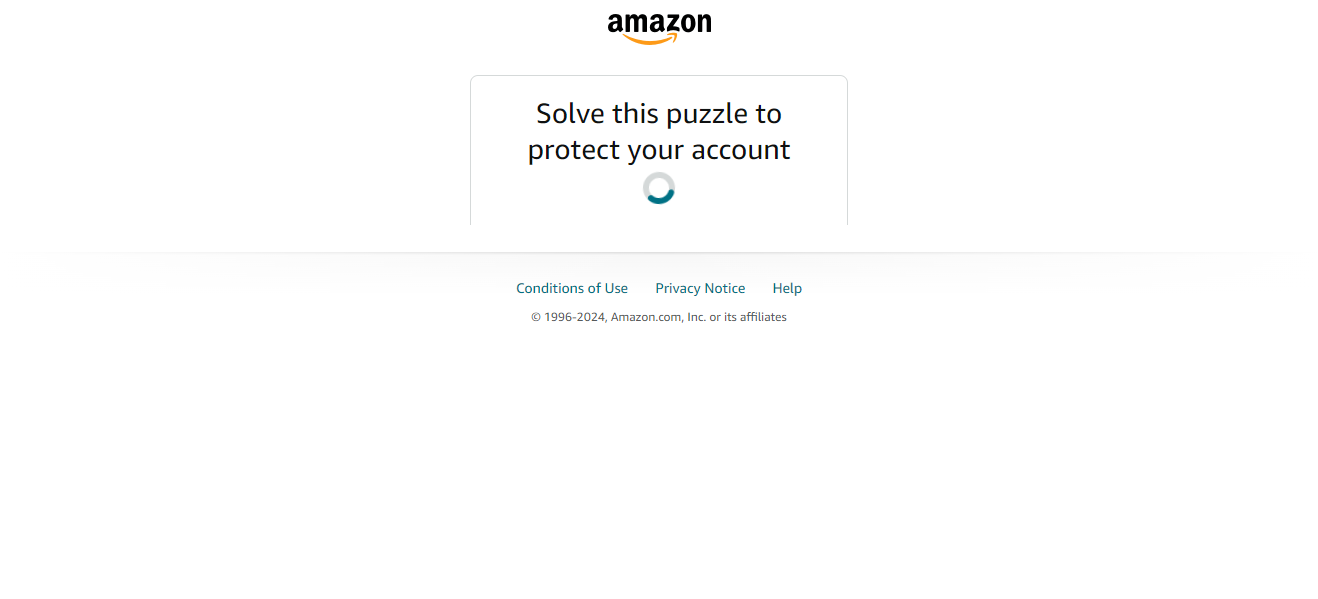 amazon
Solve this puzzle to
protect your account
Conditions of Use Privacy Notice Help
© 1996-2024, Amazon.com, Inc. or its affiliates